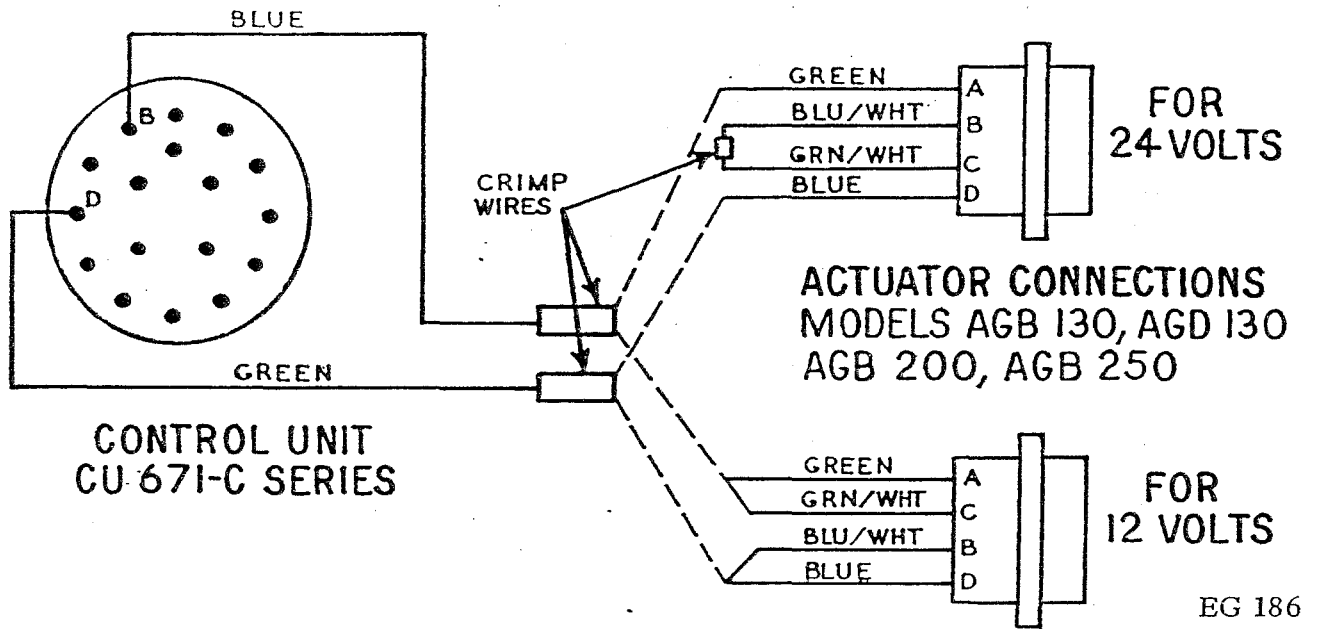 BLUE
B
D
GREEN
CONTROL UNIT
CU 671-C SERIES
CRIMP
WIRES
GREEN
A
BLU/WHT
B
GRN/WHT
C
BLUE
D
FOR
24 VOLTS
ACTUATOR CONNECTIONS
MODELS AGB 130, AGD 130
AGB 200, AGB 250
GREEN
A
GRN/WHT
C
BLU/WHT
B
BLUE
D
FOR
12 VOLTS
EG 186